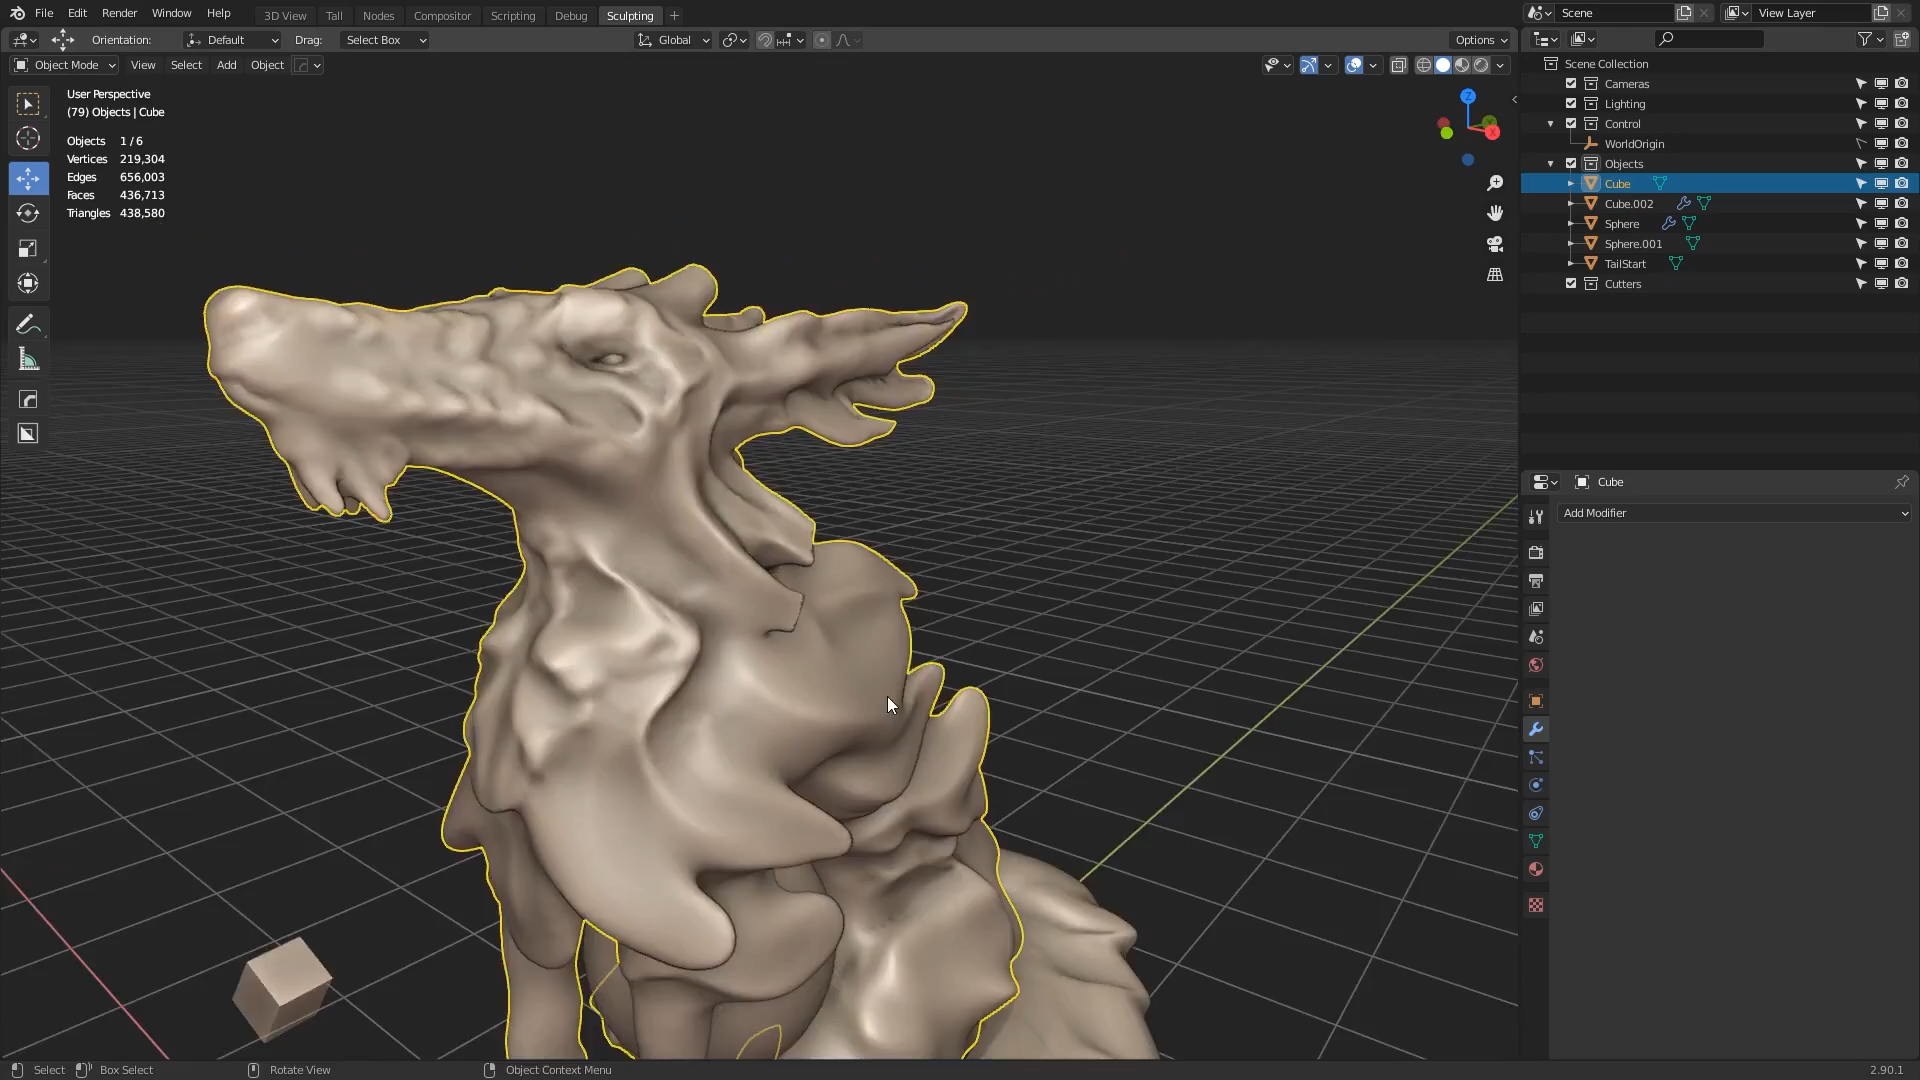 File Edit Render Window Help 3D View Tall Nodes Compositor Scripting Texture Debug Sculpting +
Scene View Layer
Orientation: Default Drag: Select Box Global Options
Object Mode View Select Add Object
User Perspective
(79) Objects | Cube
Objects 1 / 6
Vertices 219,304
Edges 656,003
Faces 436,713
Triangles 438,580
Z
X
Scene Collection
Cameras
Lighting
Control
WorldOrigin
Objects
Cube
Cube.002
Sphere
Sphere.001
TailStart
Cutters
Cube
Add Modifier
Select Box Select Rotate View Object Context Menu 2.90.1